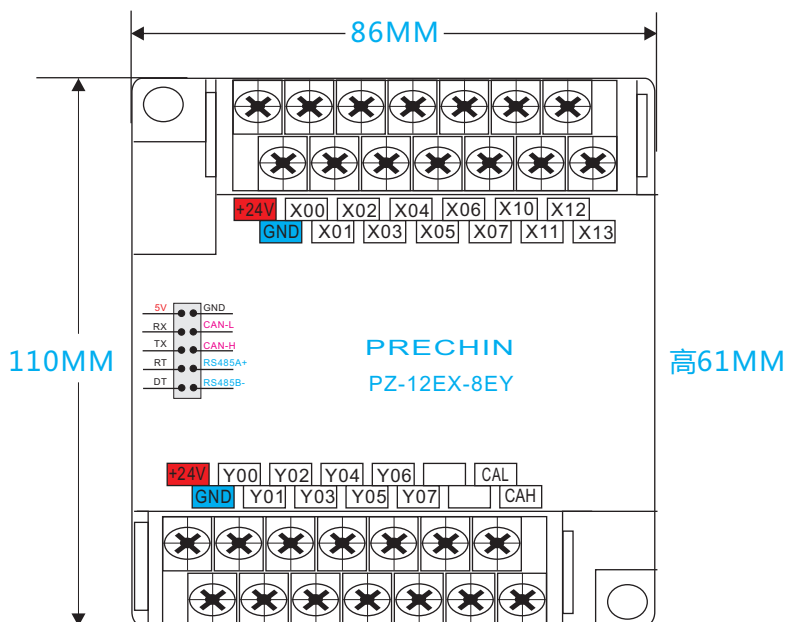 86MM
+24V X00 X02 X04 X06 X10 X12
GND X01 X03 X05 X07 X11 X13
5V GND
RX CAN-L
TX CAN-H
RT RS485A+
DT RS485B-
110MM
PRECHIN
PZ-12EX-8EY
高61MM
+24V Y00 Y02 Y04 Y06 CAL
GND Y01 Y03 Y05 Y07 CAH